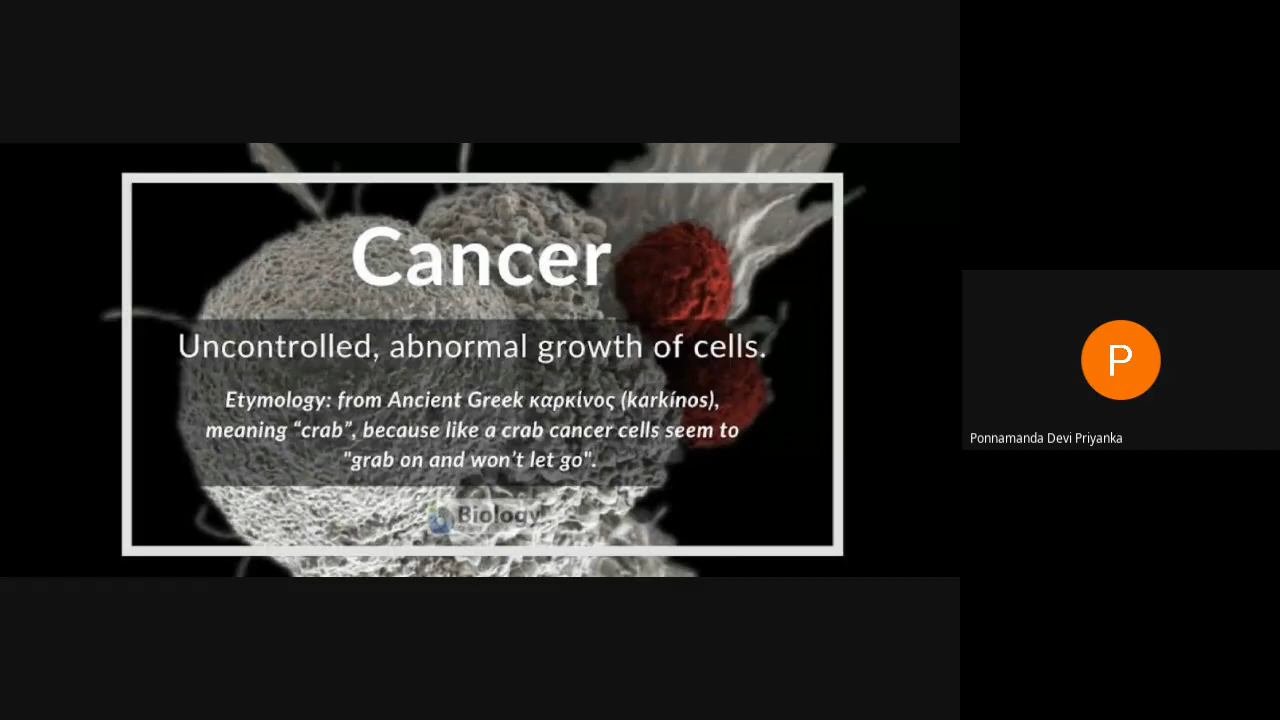 Cancer
Uncontrolled, abnormal growth of cells.
Etymology: from Ancient Greek καρκίνος (karkínos),
meaning “crab”, because like a crab cancer cells seem to
"grab on and won't let go".
Biology
P
Ponnamanda Devi Priyanka